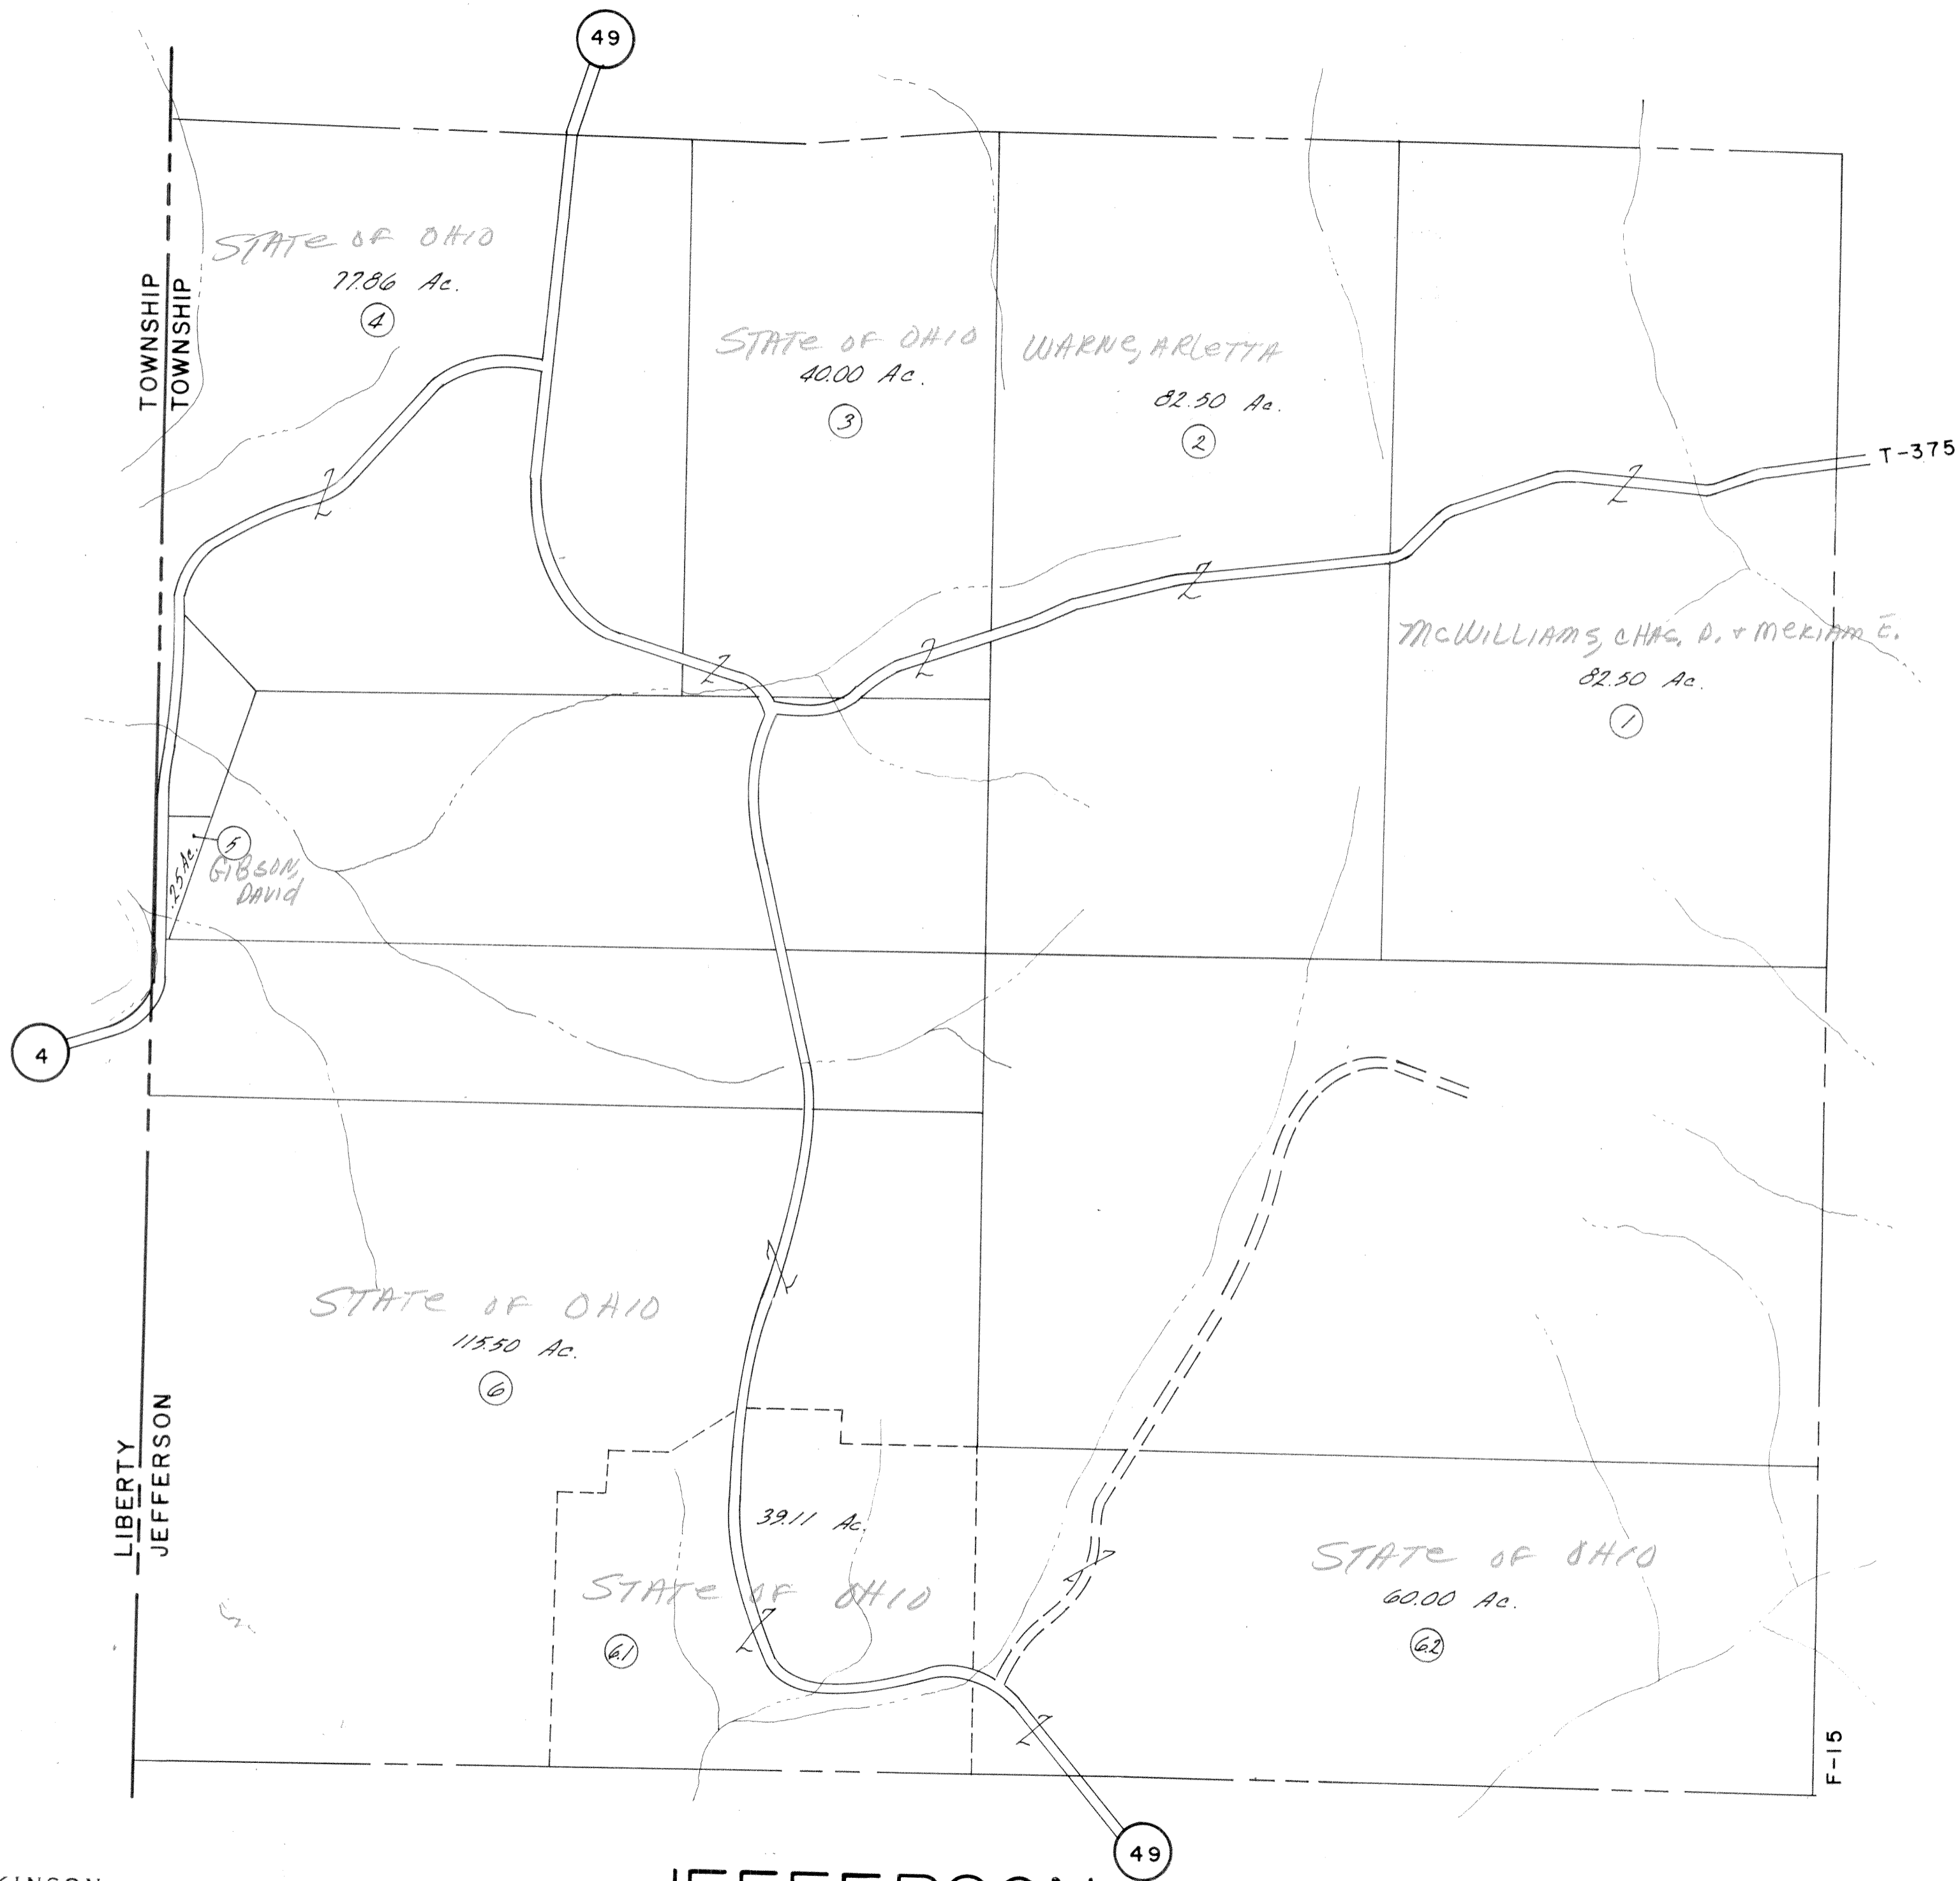 49
STATE OF OHIO
77.86 Ac.
4
TOWNSHIP
TOWNSHIP
STATE OF OHIO
40.00 Ac.
3
WARNE, ARLETTA
82.50 Ac.
2
T-375
McWILLIAMS, CHAS. D. + MERIAM E.
82.50 Ac.
1
5
.25 Ac.
GIBSON,
DAVID
4
STATE OF OHIO
115.50 Ac.
6
LIBERTY
JEFFERSON
39.11 Ac.
STATE OF OHIO
6.1
STATE OF OHIO
60.00 Ac.
6.2
F-15
49
JEFFERSON
KINSON